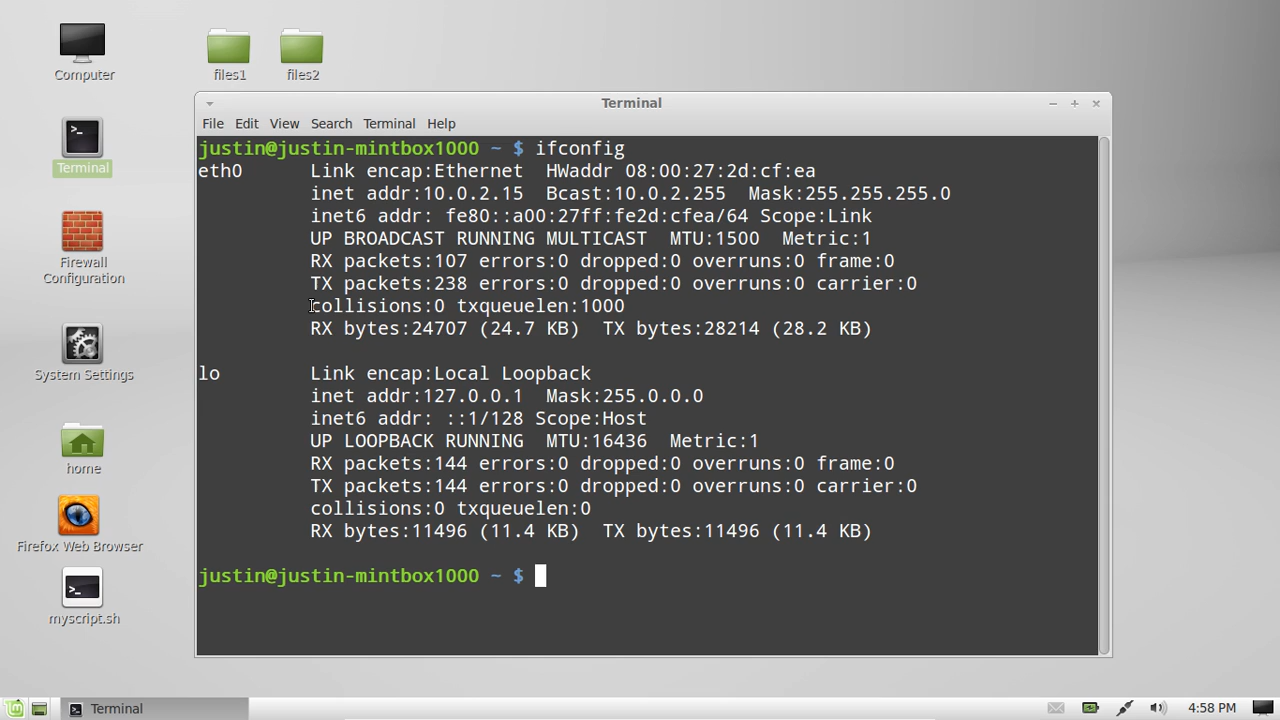 Computer
files1
files2
Terminal
Terminal
File Edit View Search Terminal Help
justin@justin-mintbox1000 ~ $ ifconfig
eth0      Link encap:Ethernet  HWaddr 08:00:27:2d:cf:ea
          inet addr:10.0.2.15  Bcast:10.0.2.255  Mask:255.255.255.0
          inet6 addr: fe80::a00:27ff:fe2d:cfea/64 Scope:Link
          UP BROADCAST RUNNING MULTICAST  MTU:1500  Metric:1
          RX packets:107 errors:0 dropped:0 overruns:0 frame:0
          TX packets:238 errors:0 dropped:0 overruns:0 carrier:0
          collisions:0 txqueuelen:1000
          RX bytes:24707 (24.7 KB)  TX bytes:28214 (28.2 KB)
lo        Link encap:Local Loopback
          inet addr:127.0.0.1  Mask:255.0.0.0
          inet6 addr: ::1/128 Scope:Host
          UP LOOPBACK RUNNING  MTU:16436  Metric:1
          RX packets:144 errors:0 dropped:0 overruns:0 frame:0
          TX packets:144 errors:0 dropped:0 overruns:0 carrier:0
          collisions:0 txqueuelen:0
          RX bytes:11496 (11.4 KB)  TX bytes:11496 (11.4 KB)
justin@justin-mintbox1000 ~ $
Firewall
Configuration
System Settings
home
Firefox Web Browser
myscript.sh
Terminal
4:58 PM